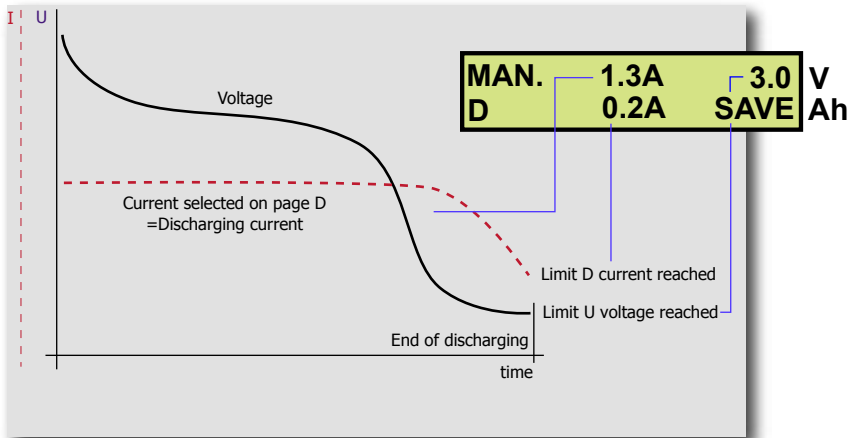 I U
MAN. 1.3A 3.0 V
D 0.2A SAVE Ah
Voltage
Current selected on page D
=Discharging current
Limit D current reached
Limit U voltage reached
End of discharging
time